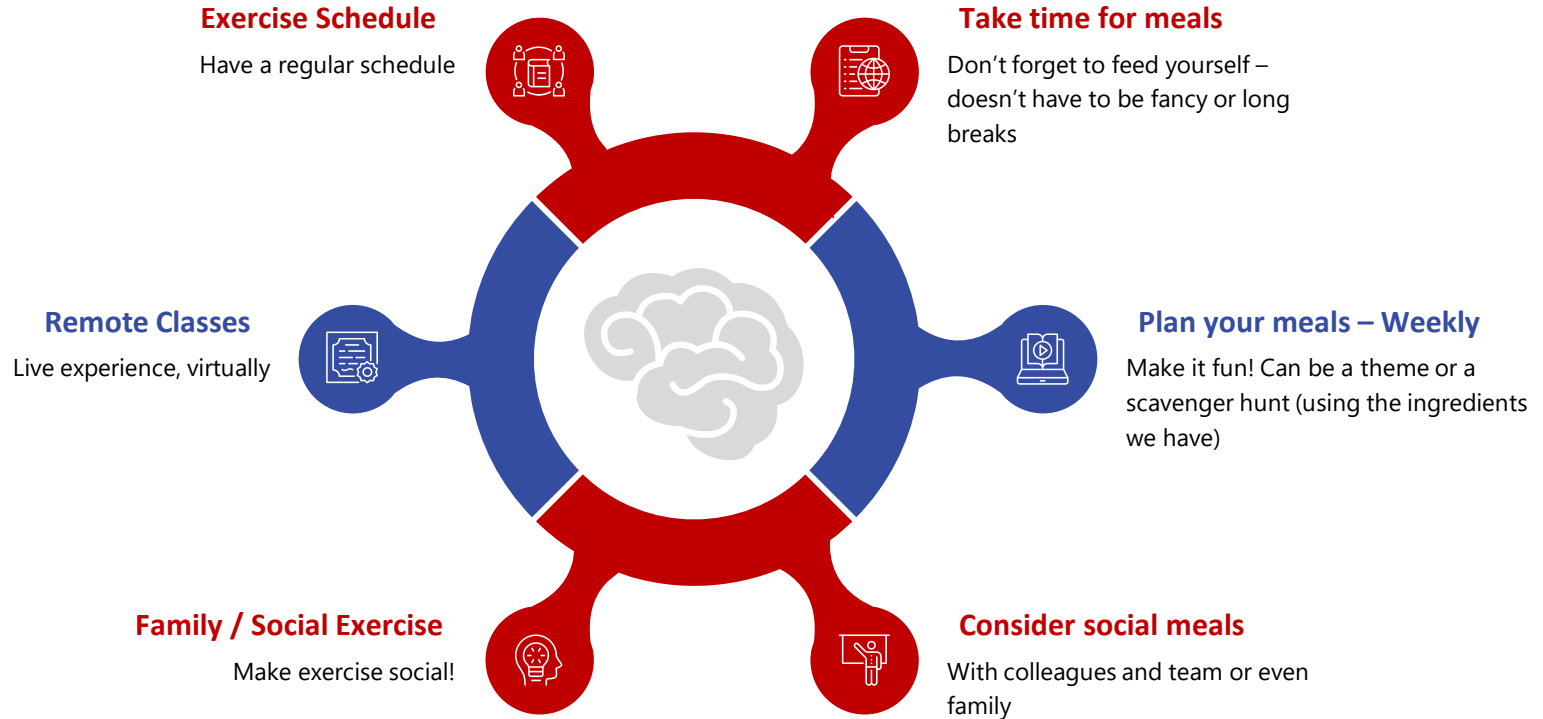 Exercise Schedule
Have a regular schedule
Take time for meals
Don’t forget to feed yourself –
doesn’t have to be fancy or long
breaks
Remote Classes
Live experience, virtually
Plan your meals – Weekly
Make it fun! Can be a theme or a
scavenger hunt (using the ingredients
we have)
Family / Social Exercise
Make exercise social!
Consider social meals
With colleagues and team or even
family